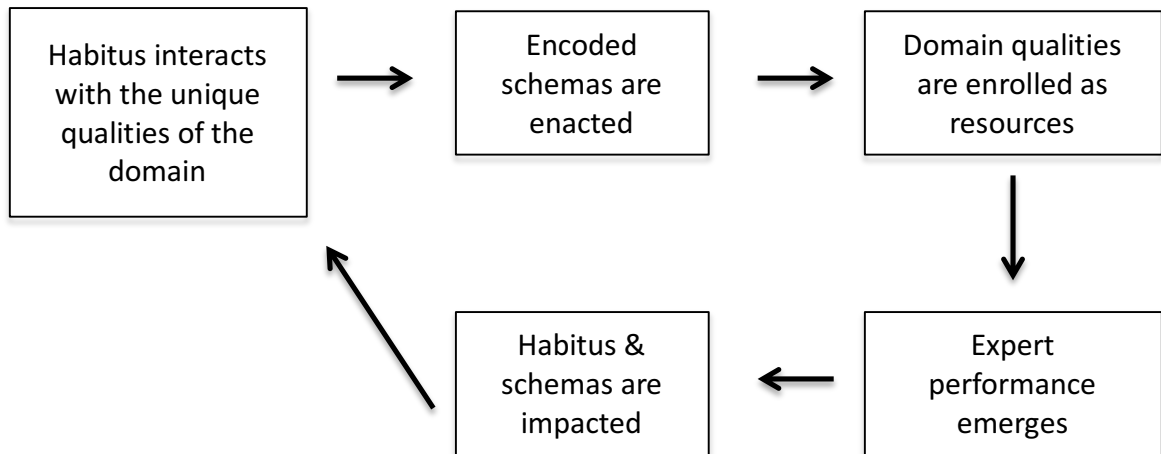 Habitus interacts
with the unique
qualities of the
domain
Encoded
schemas are
enacted
Domain qualities
are enrolled as
resources
Expert
performance
emerges
Habitus &
schemas are
impacted